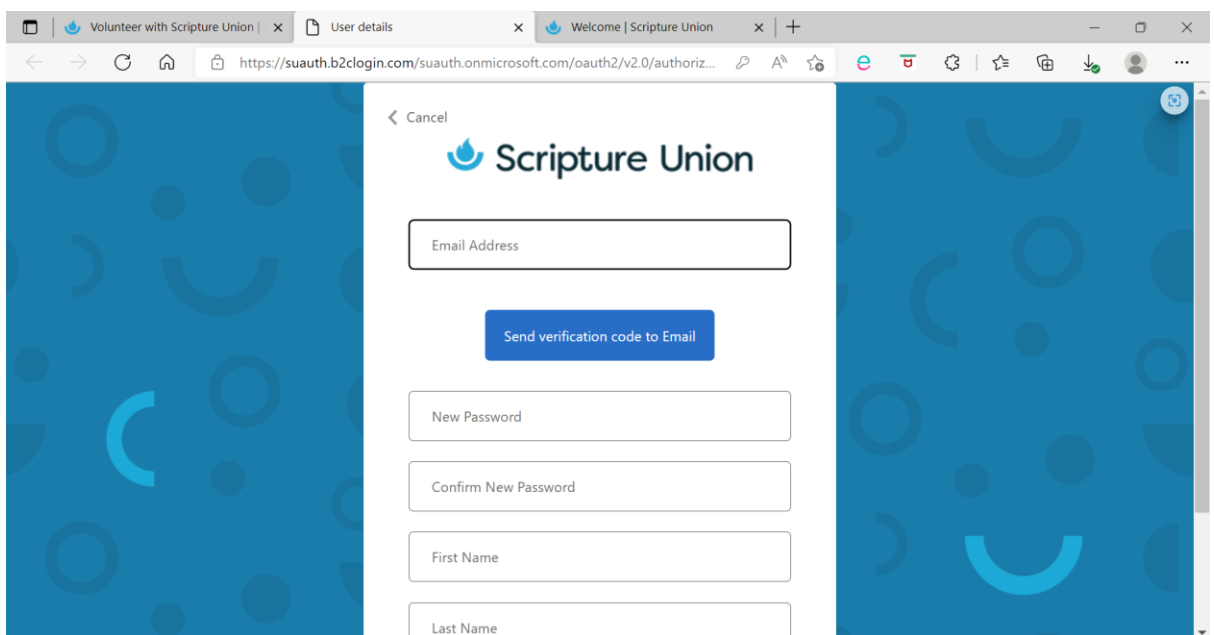 Volunteer with Scripture Union |
User details
Welcome | Scripture Union
https://suauth.b2clogin.com/suauth.onmicrosoft.com/oauth2/v2.0/authoriz...
Cancel
Scripture Union
Email Address
Send verification code to Email
New Password
Confirm New Password
First Name
Last Name